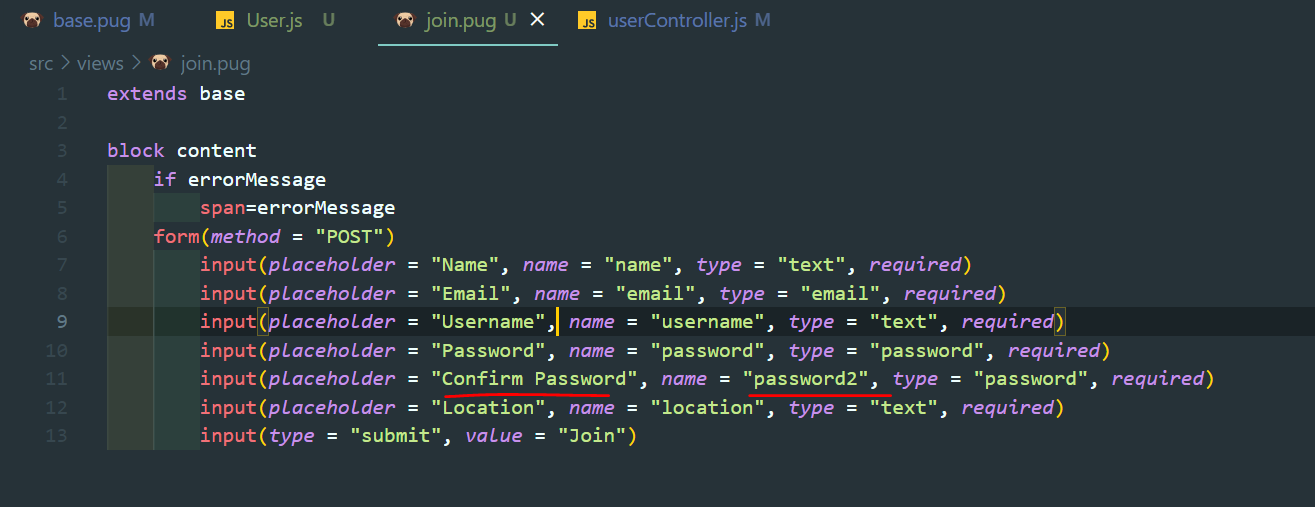 base.pug M JS User.js U join.pug U × JS userController.js M
src > views > join.pug
1 extends base
2
3 block content
4 if errorMessage
5 span=errorMessage
6 form(method = "POST")
7 input(placeholder = "Name", name = "name", type = "text", required)
8 input(placeholder = "Email", name = "email", type = "email", required)
9 input(placeholder = "Username", name = "username", type = "text", required)
10 input(placeholder = "Password", name = "password", type = "password", required)
11 input(placeholder = "Confirm Password", name = "password2", type = "password", required)
12 input(placeholder = "Location", name = "location", type = "text", required)
13 input(type = "submit", value = "Join")